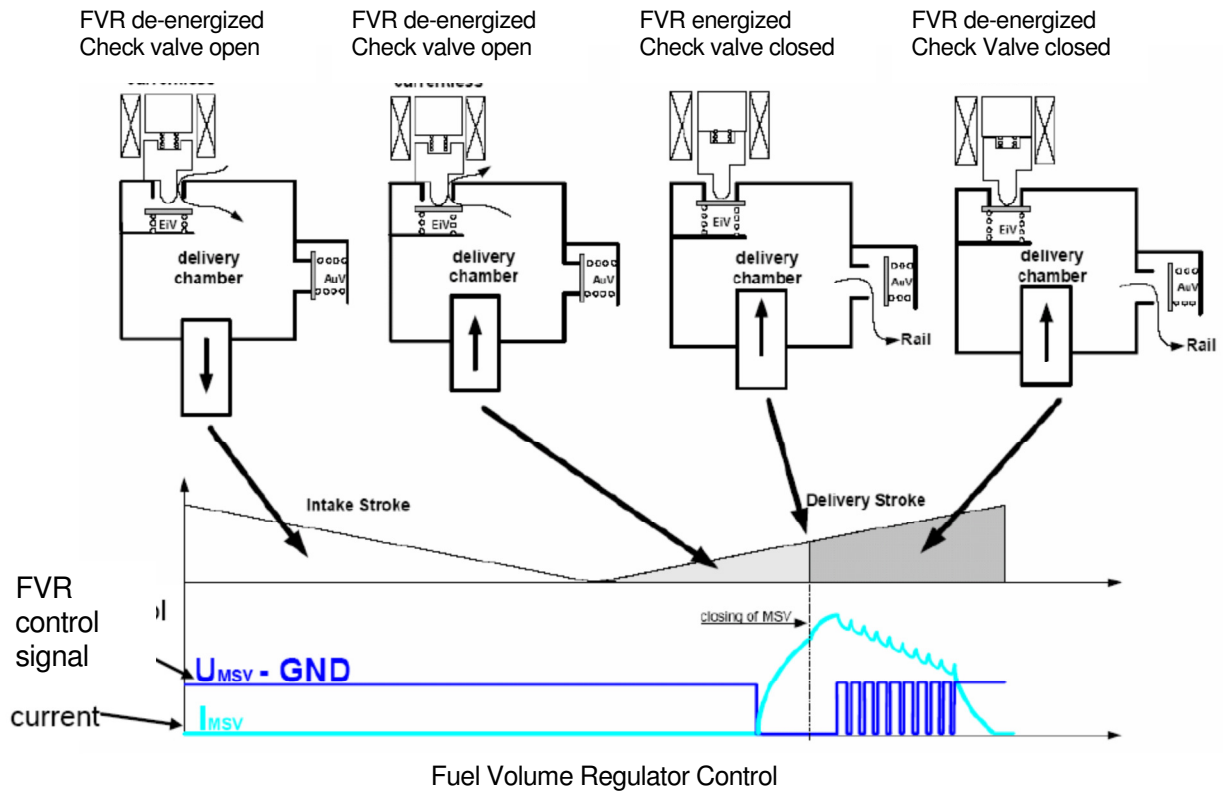 FVR de-energized
Check valve open
FVR de-energized
Check valve open
FVR energized
Check valve closed
FVR de-energized
Check Valve closed
EiV
delivery
chamber
AuV
EiV
delivery
chamber
AuV
EiV
delivery
chamber
AuV
Rail
EiV
delivery
chamber
AuV
Rail
Intake Stroke
Delivery Stroke
FVR
control
signal
closing of MSV
UMSV - GND
current
IMSV
Fuel Volume Regulator Control